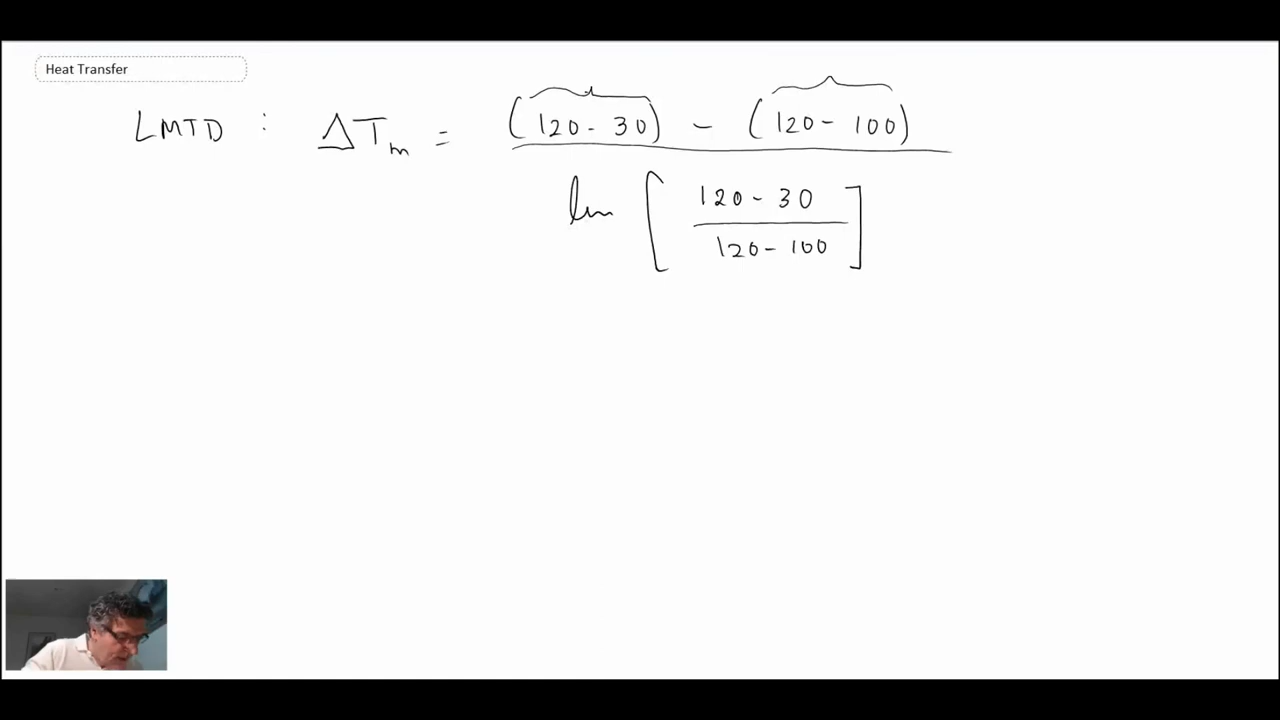 Heat Transfer
LMTD : ΔTm = (120 - 30) - (120 - 100)
ln [ 120 - 30
120 - 100 ]